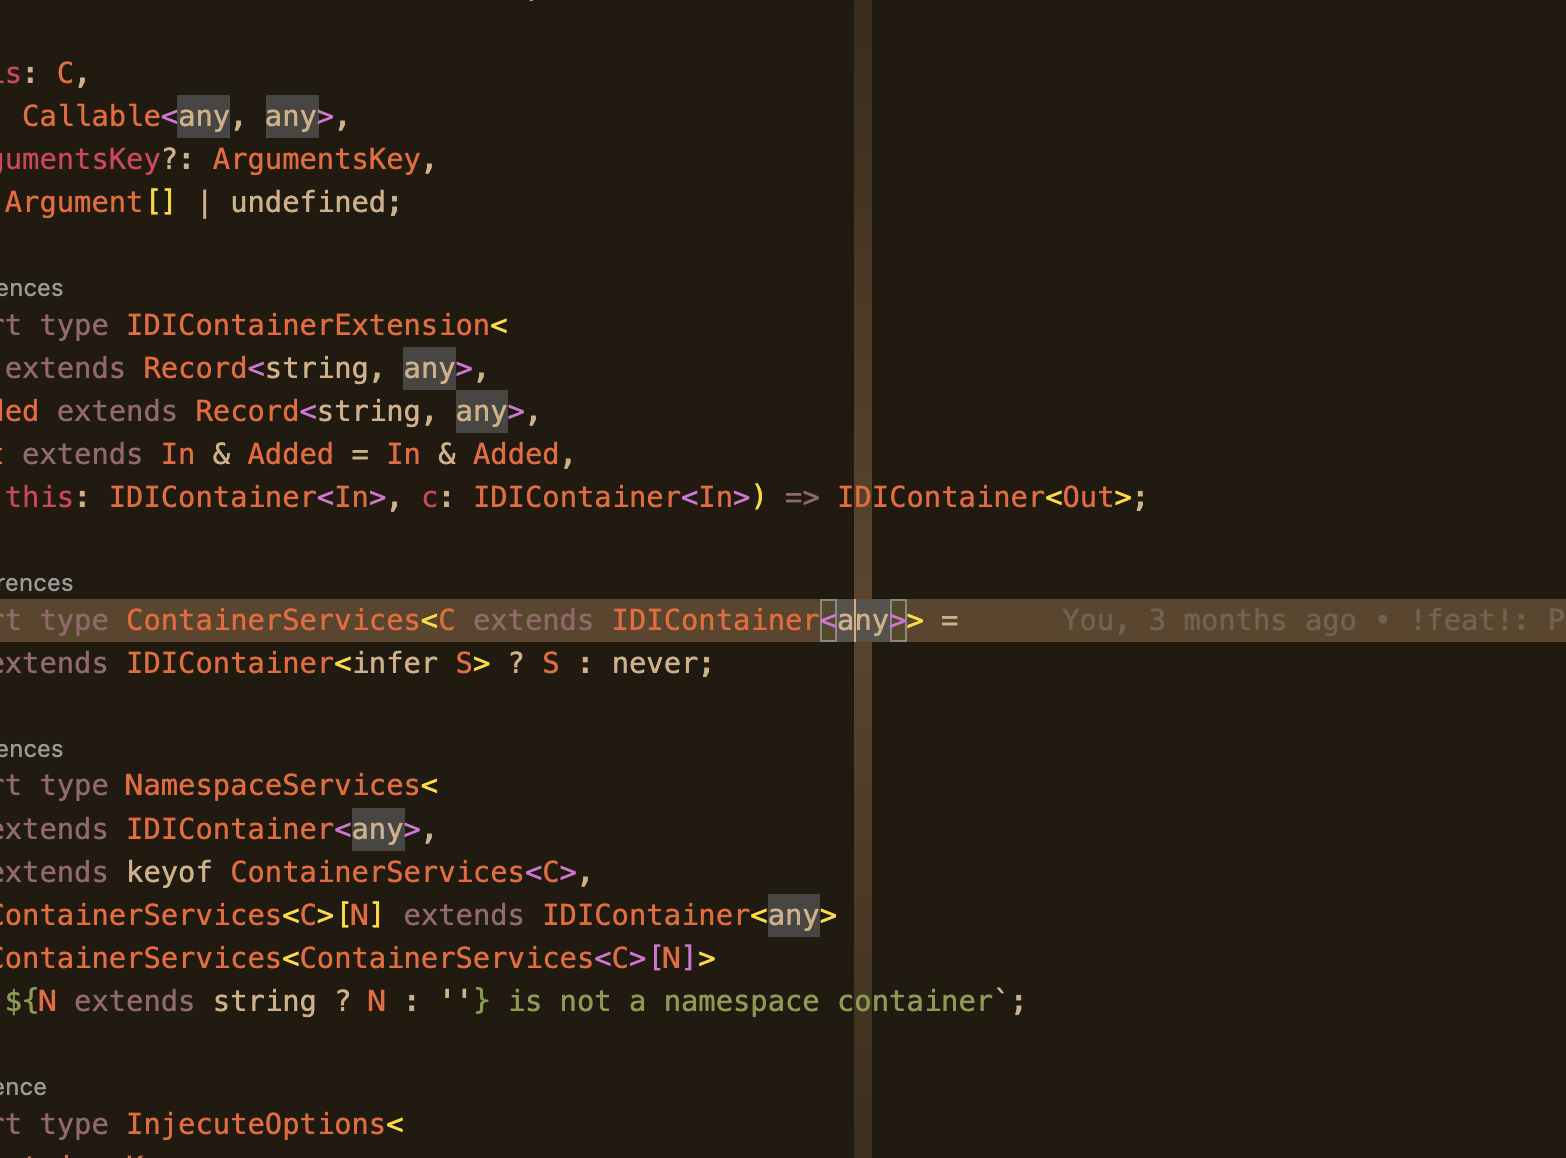 is: C,
Callable<any, any>,
gumentsKey?: ArgumentsKey,
Argument[] | undefined;
ences
rt type IDIContainerExtension<
extends Record<string, any>,
ded extends Record<string, any>,
t extends In & Added = In & Added,
this: IDIContainer<In>, c: IDIContainer<In>) => IDIContainer<Out>;
rences
rt type ContainerServices<C extends IDIContainer<any>> = You, 3 months ago • !feat!: P
extends IDIContainer<infer S> ? S : never;
ences
rt type NamespaceServices<
extends IDIContainer<any>,
extends keyof ContainerServices<C>,
ContainerServices<C>[N] extends IDIContainer<any>
ContainerServices<ContainerServices<C>[N]>
${N extends string ? N : ''} is not a namespace container`;
ence
rt type InjecuteOptions<